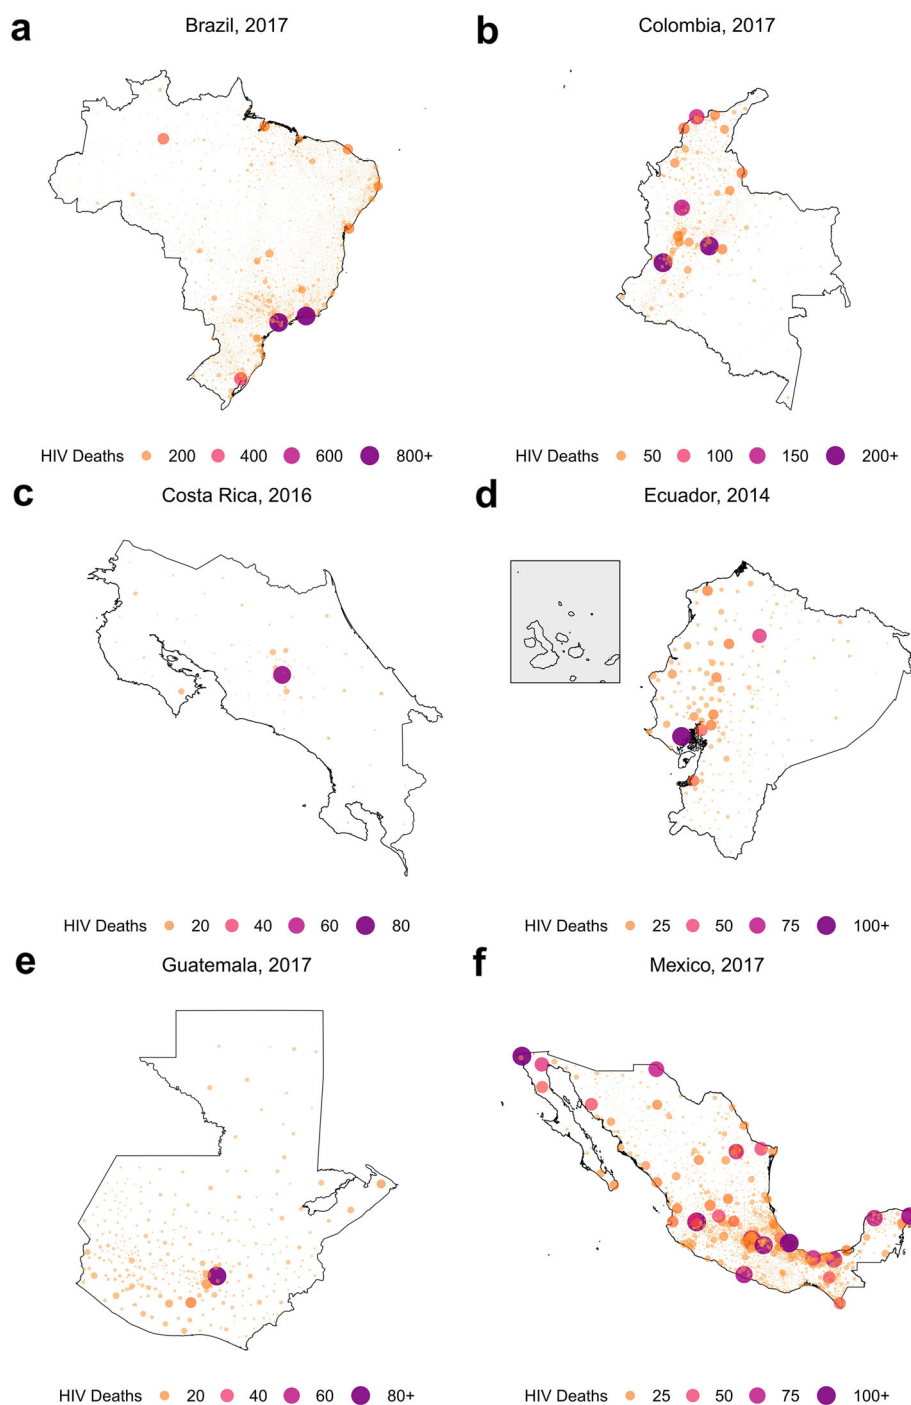 a
Brazil, 2017
b
Colombia, 2017
HIV Deaths 200 400 600 800+
HIV Deaths 50 100 150 200+
c
Costa Rica, 2016
d
Ecuador, 2014
HIV Deaths 20 40 60 80
HIV Deaths 25 50 75 100+
e
Guatemala, 2017
f
Mexico, 2017
HIV Deaths 20 40 60 80+
HIV Deaths 25 50 75 100+